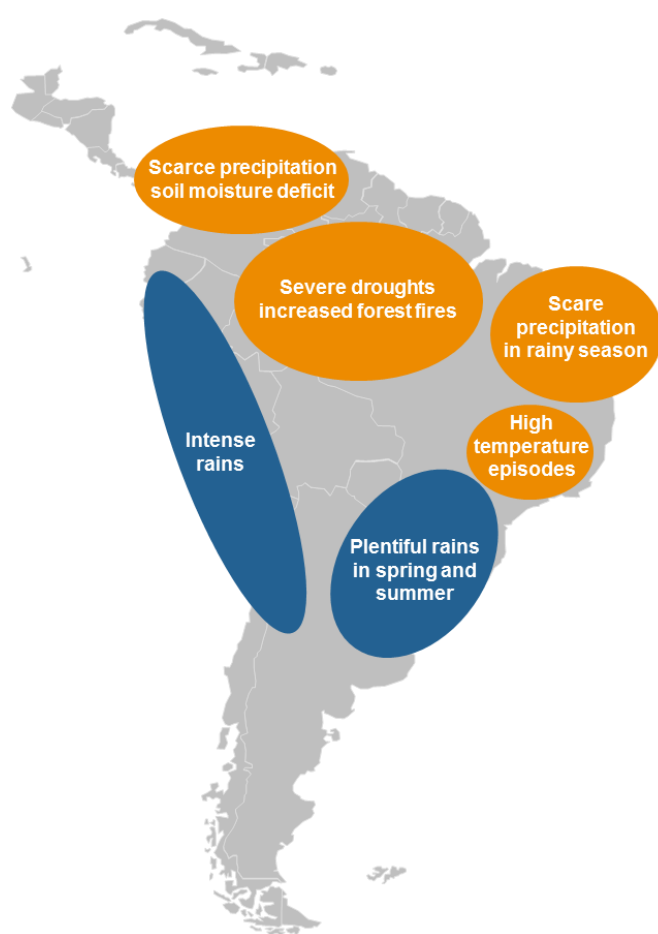 Scarce precipitation
soil moisture deficit
Severe droughts
increased forest fires
Scare
precipitation
in rainy season
High
temperature
episodes
Intense
rains
Plentiful rains
in spring and
summer